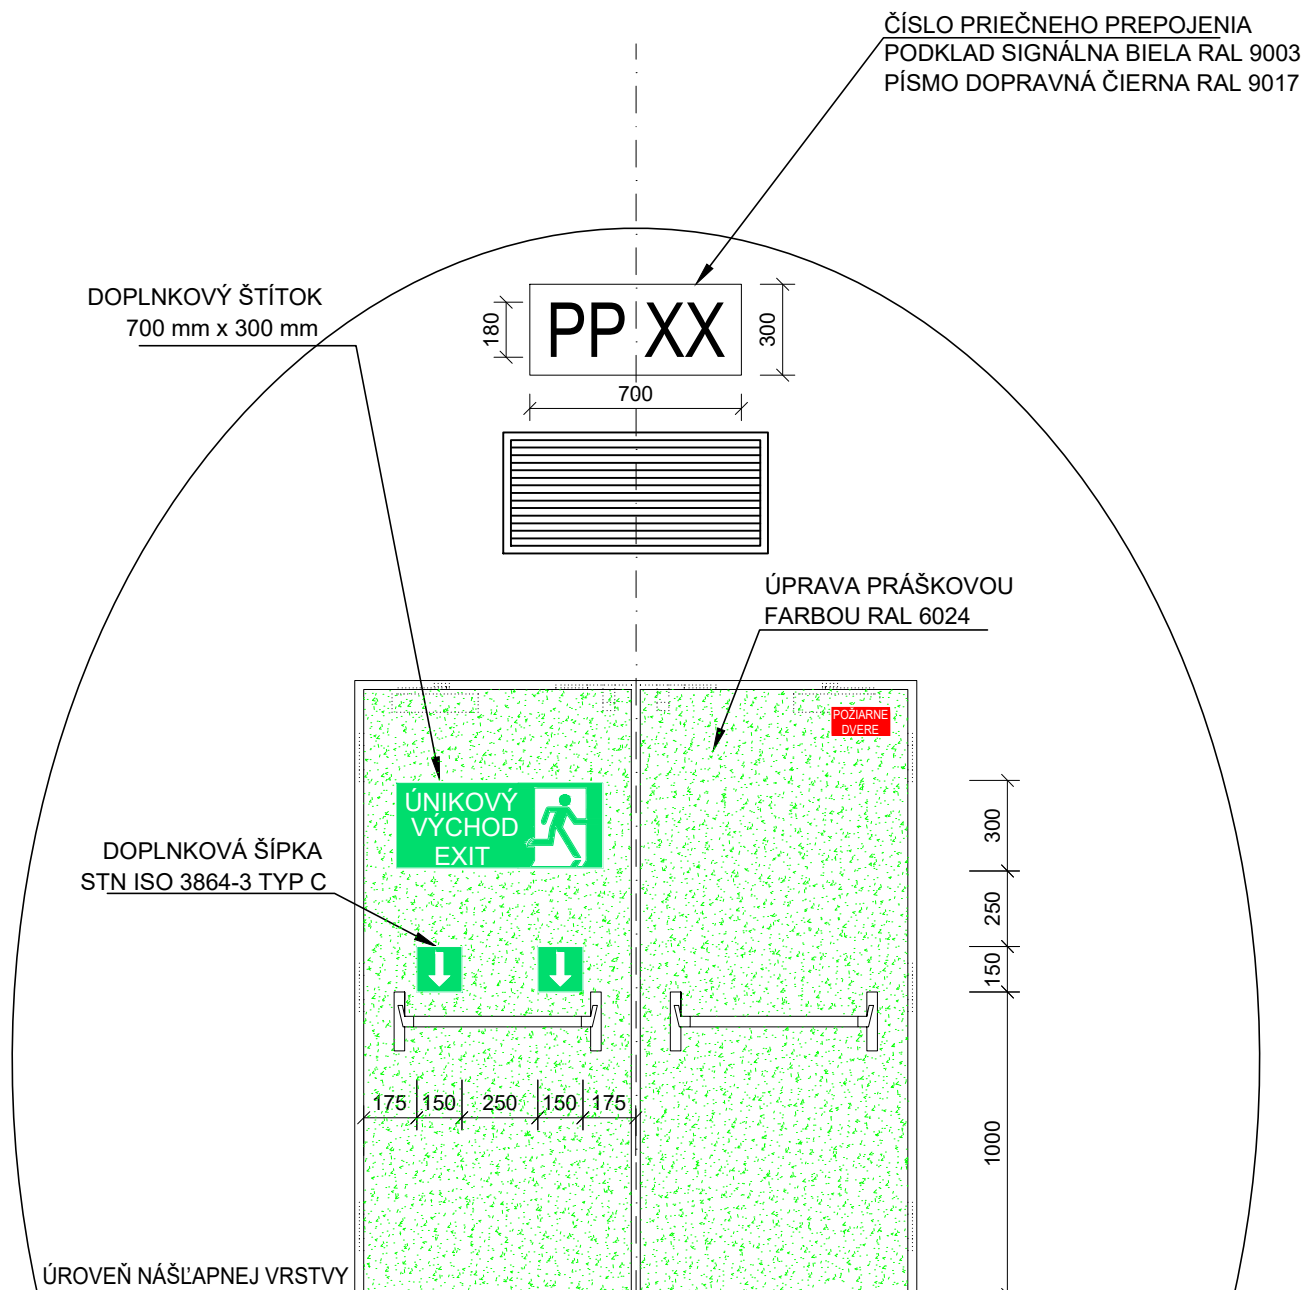 ČÍSLO PRIEČNEHO PREPOJENIA
PODKLAD SIGNÁLNA BIELA RAL 9003
PÍSMO DOPRAVNÁ ČIERNA RAL 9017
DOPLNKOVÝ ŠTÍTOK
700 mm x 300 mm
180
PP XX
300
700
ÚPRAVA PRÁŠKOVOU
FARBOU RAL 6024
POŽIARNE
DVERE
ÚNIKOVÝ
VÝCHOD
EXIT
300
DOPLNKOVÁ ŠÍPKA
STN ISO 3864-3 TYP C
250
150
175 150 250 150 175
1000
ÚROVEŇ NÁŠĽAPNEJ VRSTVY